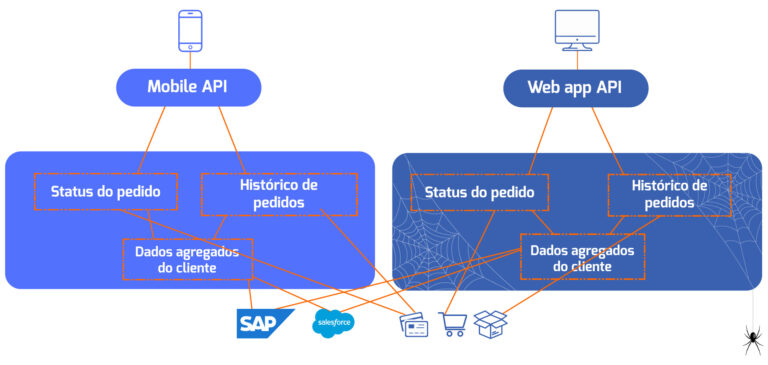 Mobile API
Web app API
Status do pedido
Histórico de
pedidos
Dados agregados
do cliente
Status do pedido
Histórico de
pedidos
Dados agregados
do cliente
SAP
salesforce